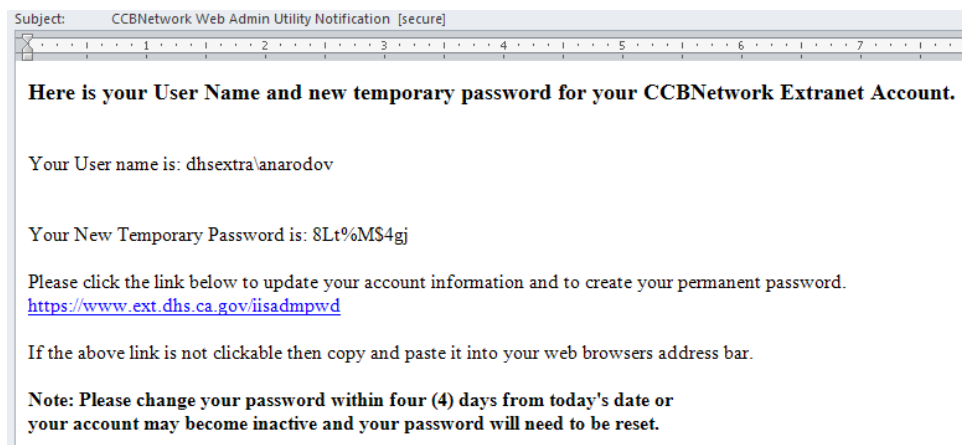 Subject: CCBNetwork Web Admin Utility Notification [secure]
1 2 3 4 5 6 7
Here is your User Name and new temporary password for your CCBNetwork Extranet Account.
Your User name is: dhsextra\anarodov
Your New Temporary Password is: 8Lt%M$4gj
Please click the link below to update your account information and to create your permanent password.
https://www.ext.dhs.ca.gov/iisadmpwd
If the above link is not clickable then copy and paste it into your web browsers address bar.
Note: Please change your password within four (4) days from today's date or
your account may become inactive and your password will need to be reset.